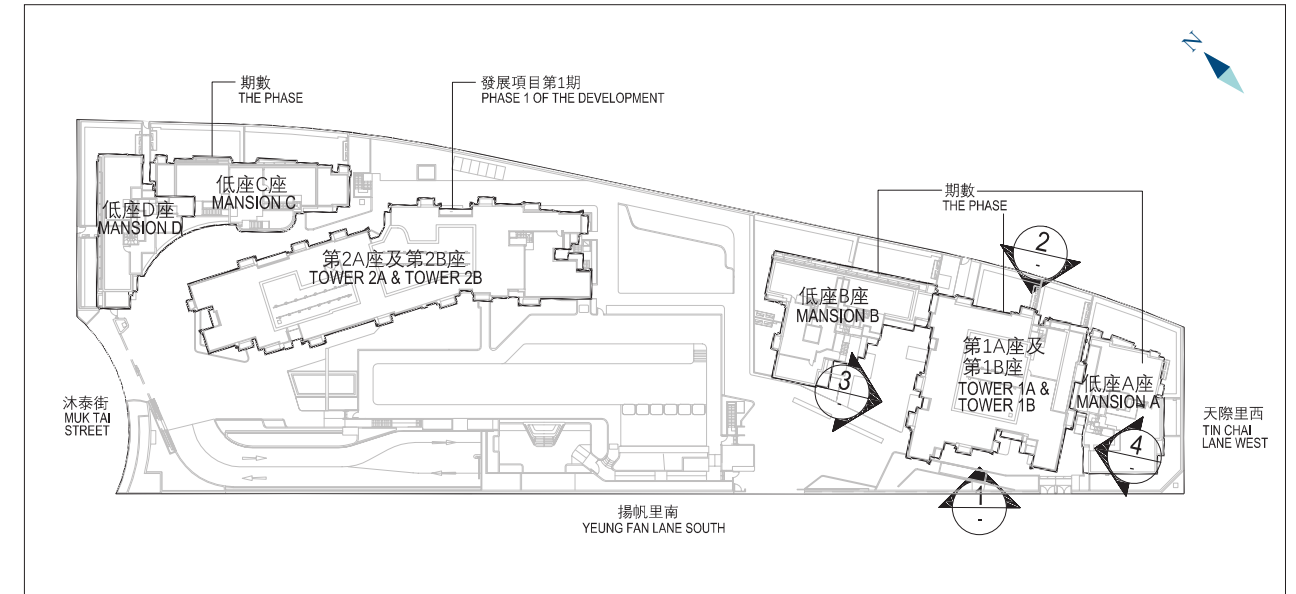 N
期數
THE PHASE
發展項目第1期
PHASE 1 OF THE DEVELOPMENT
低座C座
MANSION C
低座D座
MANSION D
期數
THE PHASE
第2A座及第2B座
TOWER 2A & TOWER 2B
2
-
低座B座
MANSION B
第1A座及
第1B座
TOWER 1A &
TOWER 1B
低座A座
MANSION A
3
-
沐泰街
MUK TAI
STREET
天際里西
TIN CHAI
LANE WEST
4
-
1
-
揚帆里南
YEUNG FAN LANE SOUTH